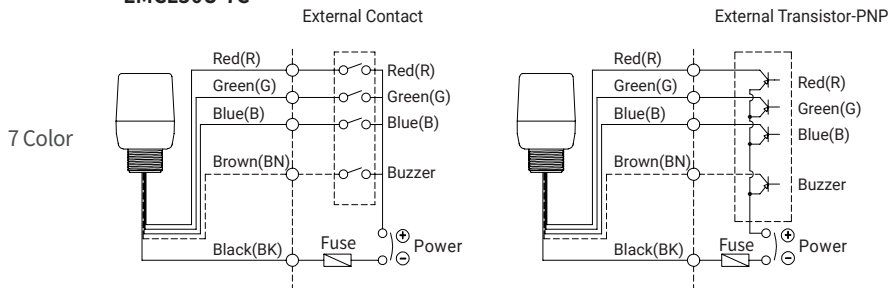 External Contact
External Transistor-PNP
7 Color
Red(R)
Green(G)
Blue(B)
Brown(BN)
Black(BK)
Red(R)
Green(G)
Blue(B)
Buzzer
Fuse
+
−
Power
Red(R)
Green(G)
Blue(B)
Brown(BN)
Black(BK)
Red(R)
Green(G)
Blue(B)
Buzzer
Fuse
+
−
Power